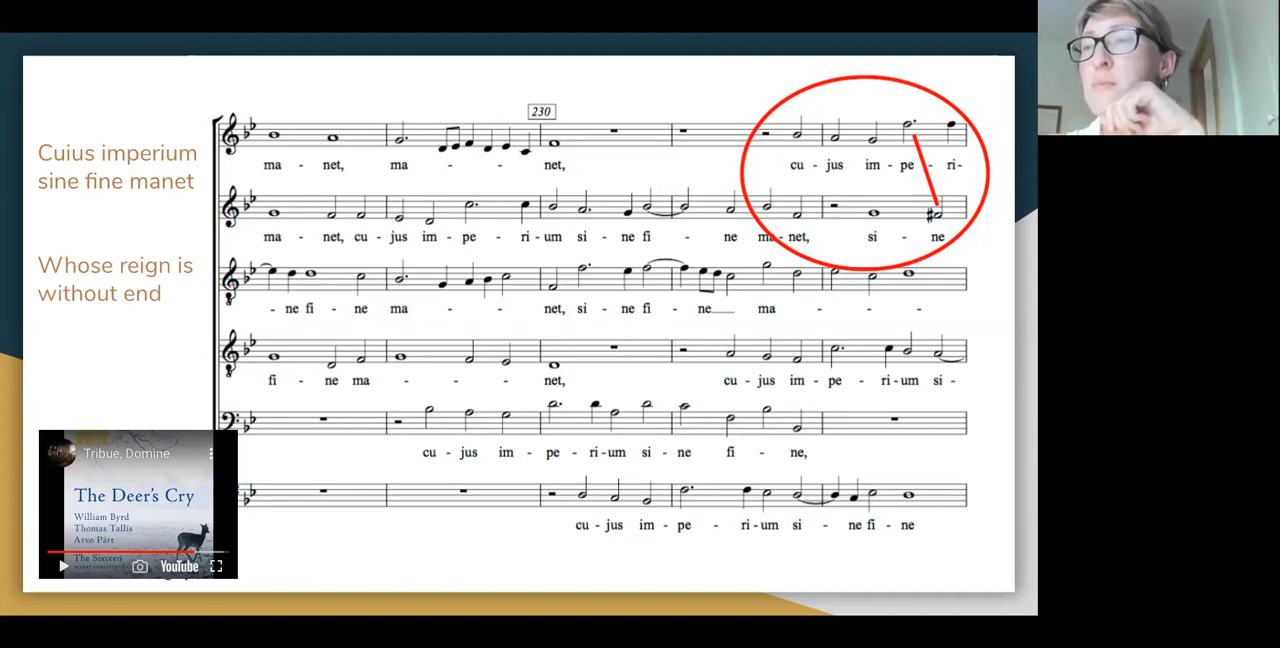 Cuius imperium
sine fine manet
Whose reign is
without end
230
ma - net, ma - - - net, cu - jus im - pe - ri-
ma - net, cu - jus im - pe - ri - um si - ne fi - ne ma - net, si - ne
- ne fi - ne ma - - - net, si - ne fi - ne ma - - -
fi - ne ma - - - net, cu - jus im - pe - ri - um si -
cu - jus im - pe - ri - um si - ne fi - ne,
cu - jus im - pe - ri - um si - ne fi - ne
Tribue, Domine
The Deer's Cry
William Byrd
Thomas Tallis
Arvo Pärt
The Sixteen
YouTube